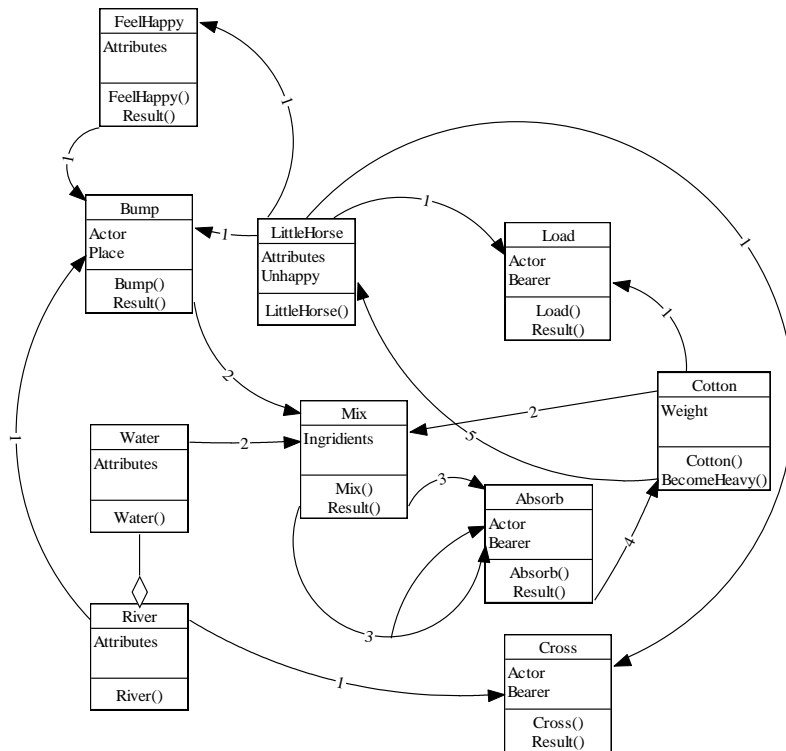 FeelHappy
Attributes
FeelHappy()
Result()
1
1
Bump
Actor
Place
Bump()
Result()
1
LittleHorse
Attributes
Unhappy
LittleHorse()
1
Load
Actor
Bearer
Load()
Result()
1
1
Cotton
Weight
Cotton()
BecomeHeavy()
2
2
5
Mix
Ingridients
Mix()
Result()
Water
Attributes
Water()
2
1
3
Absorb
Actor
Bearer
Absorb()
Result()
4
3
River
Attributes
River()
1
Cross
Actor
Bearer
Cross()
Result()